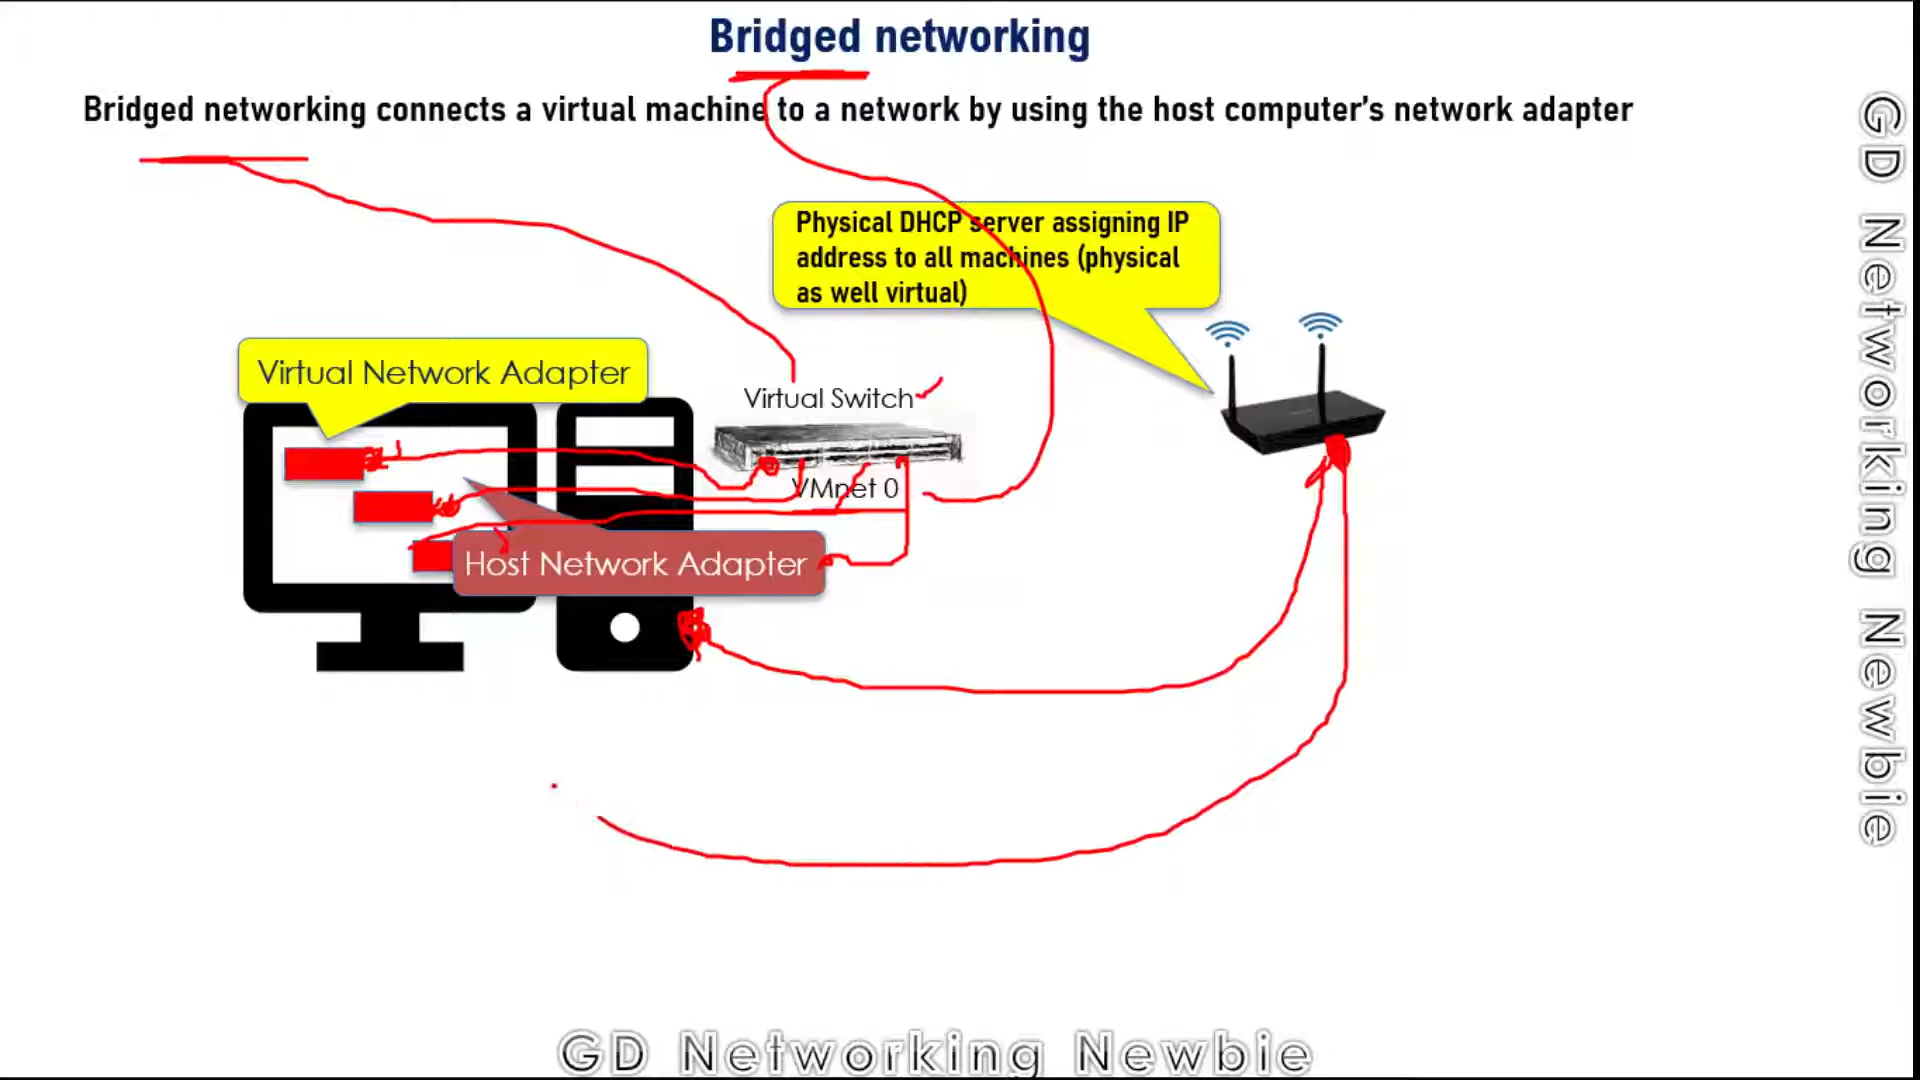 Bridged networking
Bridged networking connects a virtual machine to a network by using the host computer's network adapter
Physical DHCP server assigning IP
address to all machines (physical
as well virtual)
Virtual Network Adapter
Virtual Switch
VMnet 0
Host Network Adapter
GD Networking Newbie
GD Networking Newbie